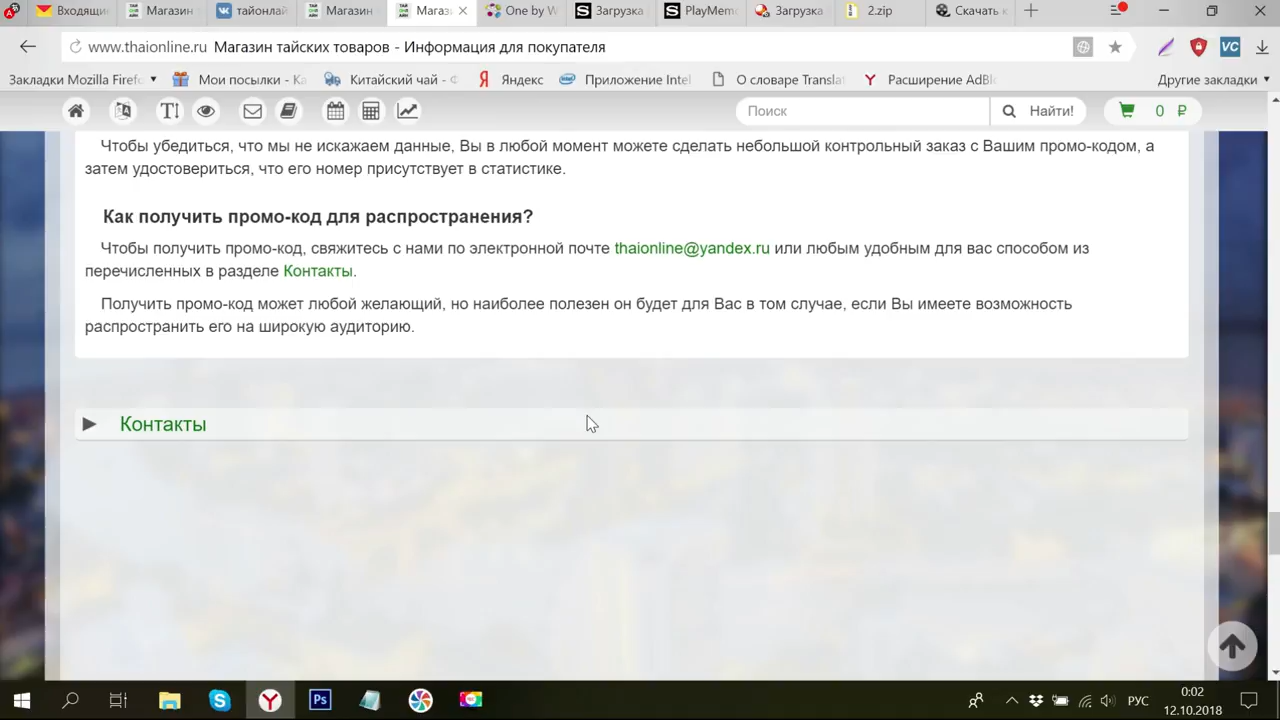 Входящи
Магазин т
тайонлай
Магазин
Магаз
One by W
Загрузка
PlayMem
Загрузка
2.zip
Скачать к
www.thaionline.ru Магазин тайских товаров - Информация для покупателя
VC
Закладки Mozilla Firef
Мои посылки - Ка
Китайский чай - Ф
Яндекс
Приложение Intel
О словаре Translat
Расширение AdBl
Другие закладки
Поиск
Найти!
0 ₽
Чтобы убедиться, что мы не искажаем данные, Вы в любой момент можете сделать небольшой контрольный заказ с Вашим промо-кодом, а
затем удостовериться, что его номер присутствует в статистике.
Как получить промо-код для распространения?
Чтобы получить промо-код, свяжитесь с нами по электронной почте thaionline@yandex.ru или любым удобным для вас способом из
перечисленных в разделе Контакты.
Получить промо-код может любой желающий, но наиболее полезен он будет для Вас в том случае, если Вы имеете возможность
распространить его на широкую аудиторию.
Контакты
Ps
РУС
0:02
12.10.2018